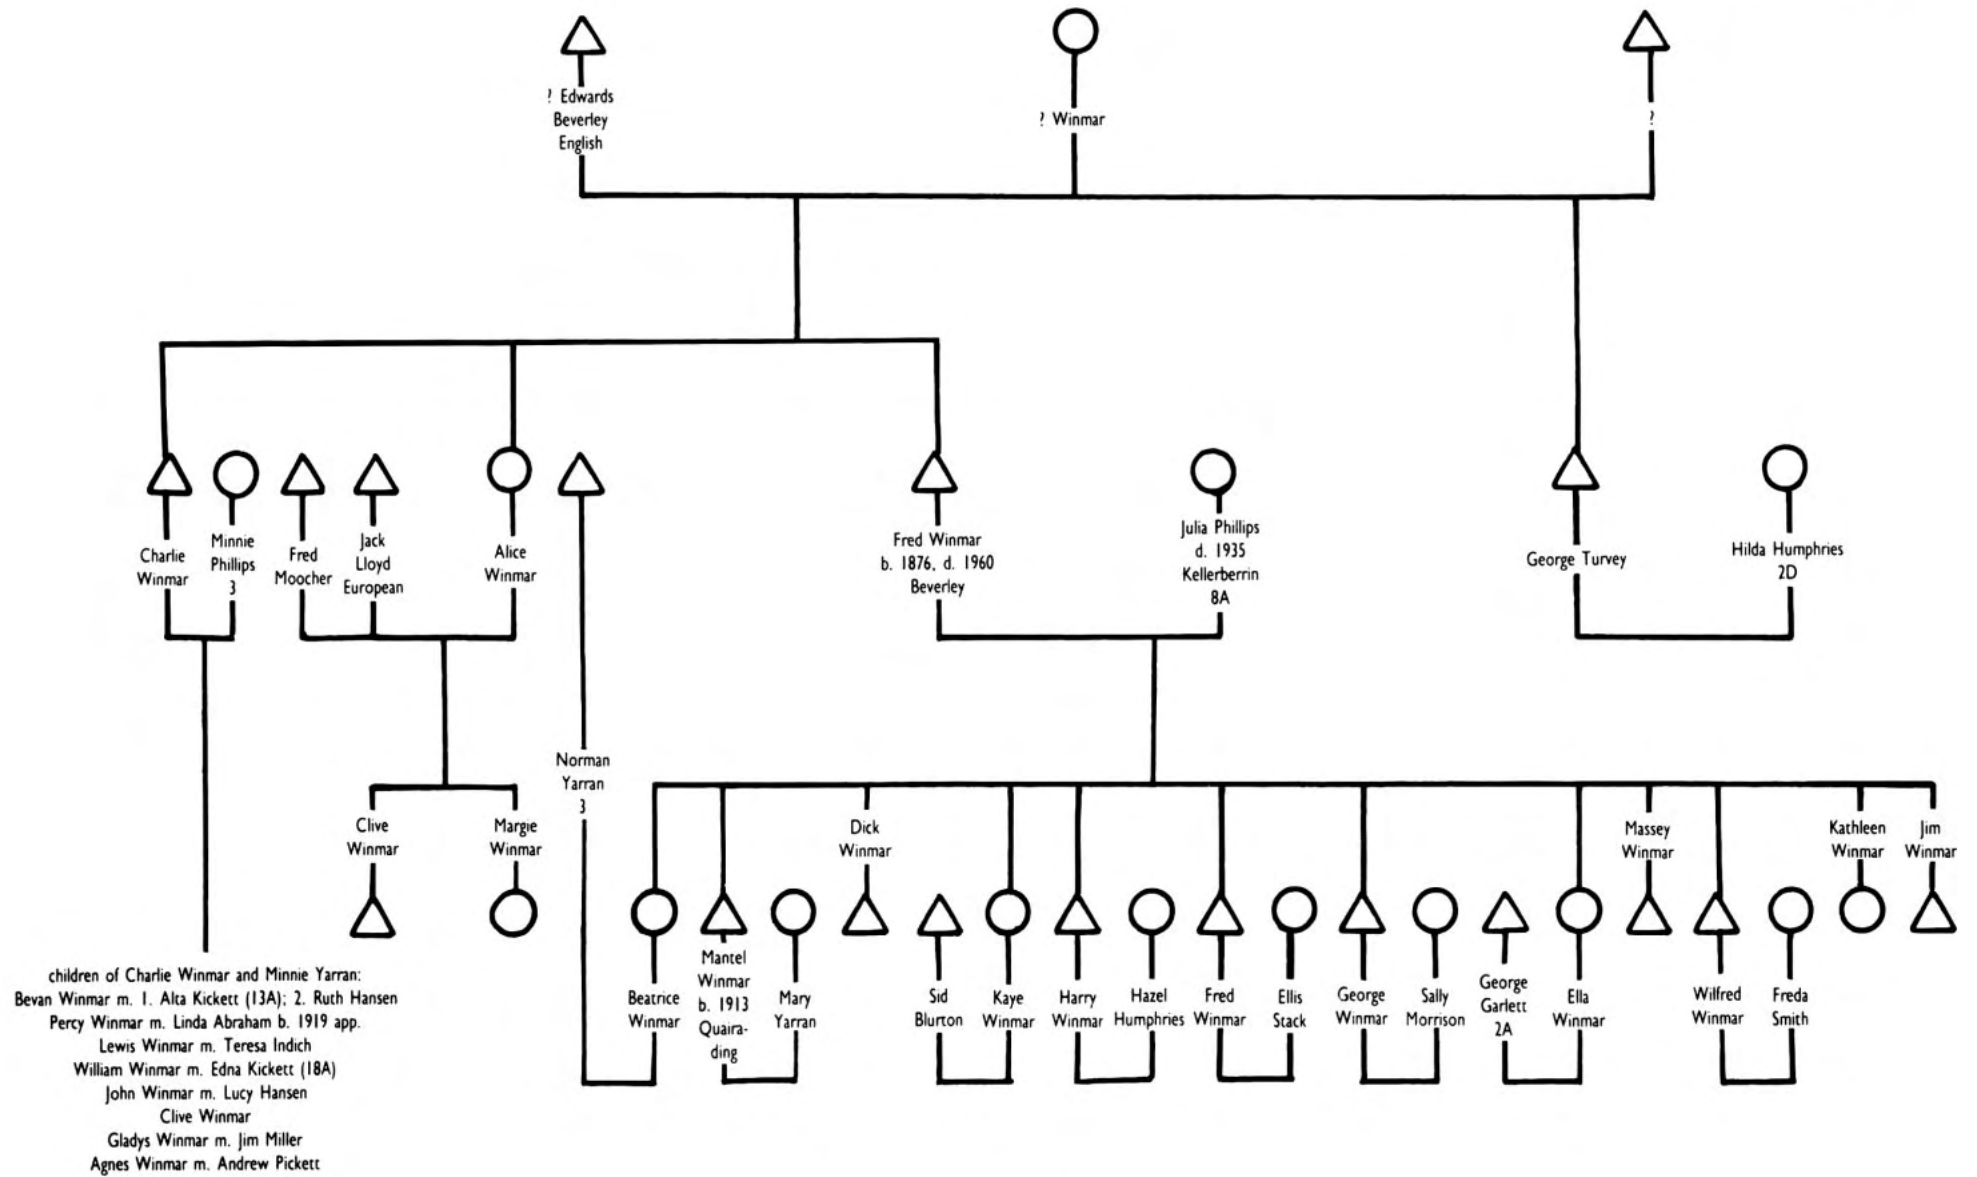 ? Edwards
Beverley
English
? Winmar
?
Charlie
Winmar
Minnie
Phillips
3
Fred
Moocher
Jack
Lloyd
European
Alice
Winmar
Fred Winmar
b. 1876, d. 1960
Beverley
Julia Phillips
d. 1935
Kellerberrin
8A
George Turvey
Hilda Humphries
2D
Norman
Yarran
3
Clive
Winmar
Margie
Winmar
Dick
Winmar
Massey
Winmar
Kathleen
Winmar
Jim
Winmar
Beatrice
Winmar
Mantel
Winmar
b. 1913
Quaira-
ding
Mary
Yarran
Sid
Blurton
Kaye
Winmar
Harry
Winmar
Hazel
Humphries
Fred
Winmar
Ellis
Stack
George
Winmar
Sally
Morrison
George
Garlett
2A
Ella
Winmar
Wilfred
Winmar
Freda
Smith
children of Charlie Winmar and Minnie Yarran:
Bevan Winmar m. 1. Alta Kickett (13A); 2. Ruth Hansen
Percy Winmar m. Linda Abraham b. 1919 app.
Lewis Winmar m. Teresa Indich
William Winmar m. Edna Kickett (18A)
John Winmar m. Lucy Hansen
Clive Winmar
Gladys Winmar m. Jim Miller
Agnes Winmar m. Andrew Pickett